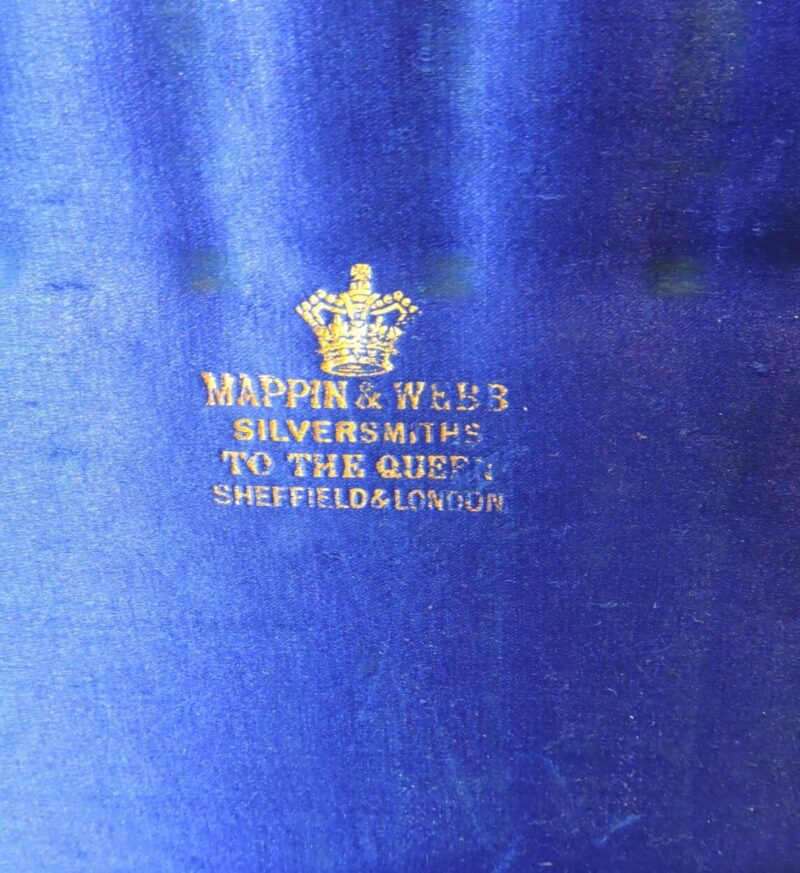 MAPPIN & WEBB
SILVERSMITHS
TO THE QUEEN
SHEFFIELD & LONDON